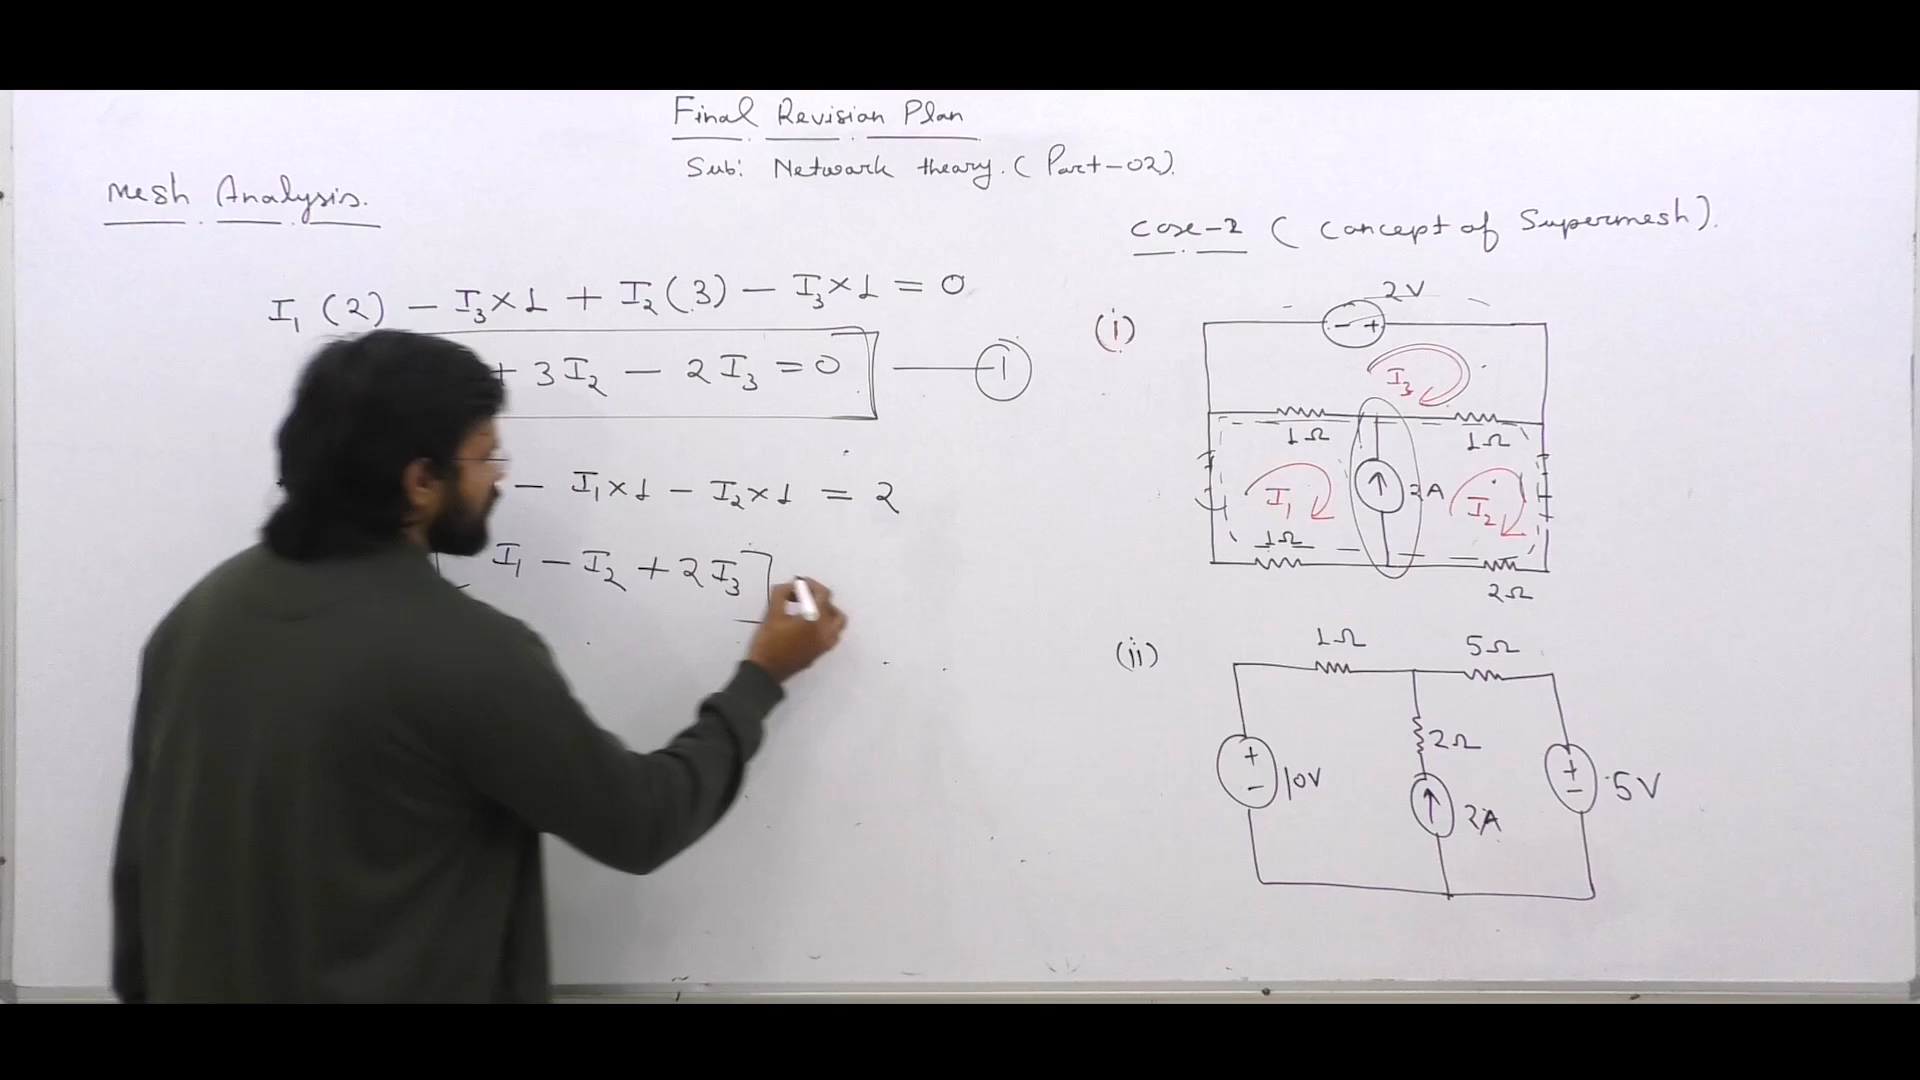 Final Revision Plan
Sub: Network theory. (Part-02).
Mesh Analysis.
I₁ (2) - I₃×1 + I₂(3) - I₃×1 = 0
+ 3I₂ - 2I₃ = 0 ①
- I₁×1 - I₂×1 = 2
I₁ - I₂ + 2I₃
Case-2 ( Concept of Supermesh).
(i)
2V
- +
I₃
1Ω 1Ω
I₁ 2A I₂
1Ω
2Ω
(ii)
1Ω 5Ω
2Ω
+ - 10V
2A
+ - 5V